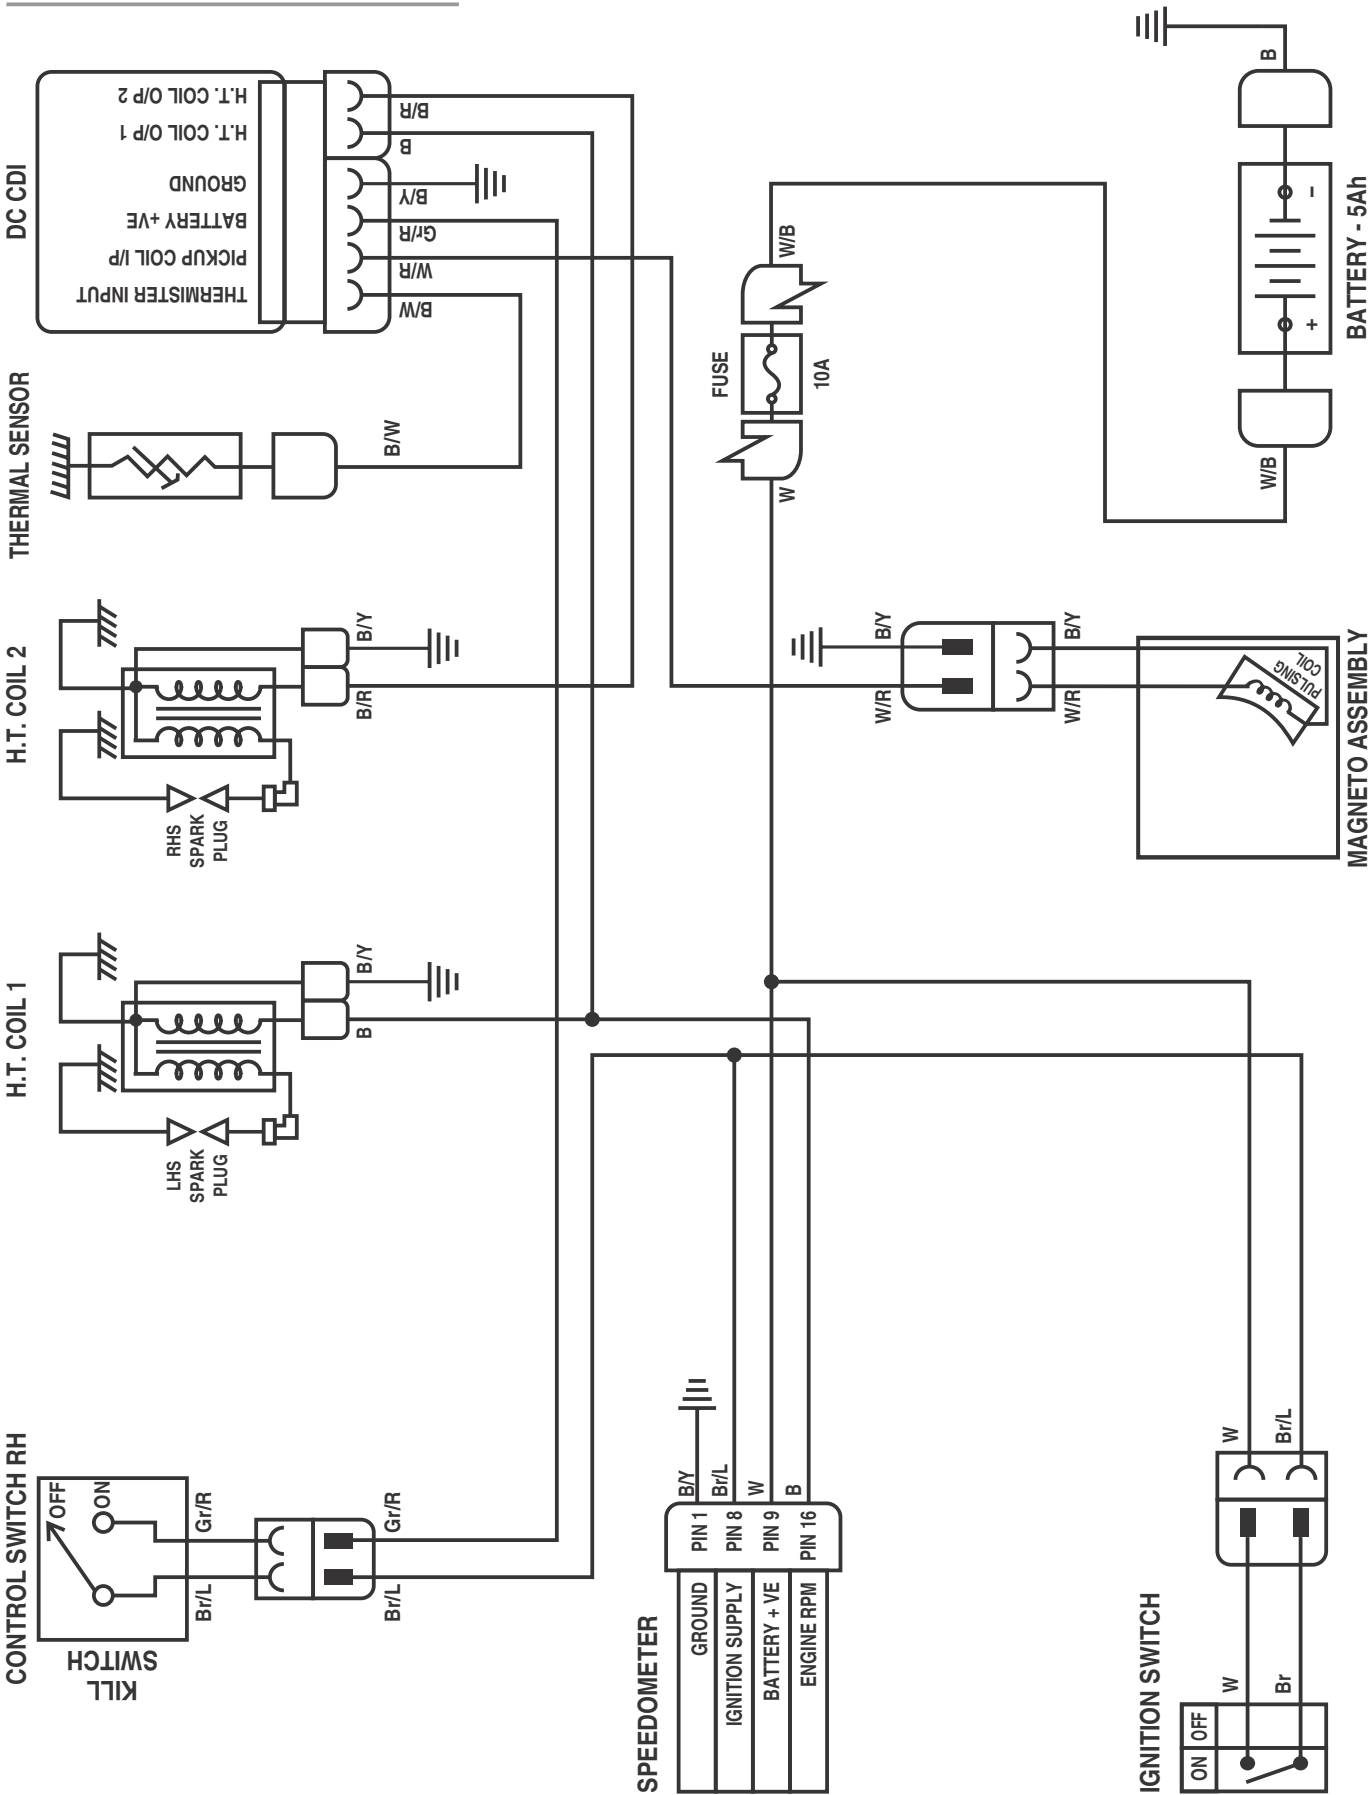 DC CDI
H.T. COIL O/P 2
H.T. COIL O/P 1
GROUND
BATTERY +VE
PICKUP COIL I/P
THERMISTER INPUT
B/R
B
B/Y
Gr/R
W/R
B/W
THERMAL SENSOR
B/W
H.T. COIL 2
B/Y
B/R
RHS
SPARK
PLUG
H.T. COIL 1
B/Y
B
LHS
SPARK
PLUG
CONTROL SWITCH RH
OFF
ON
KILL
SWITCH
Gr/R
Br/L
Gr/R
Br/L
FUSE
10A
W/B
W
B
-
+
BATTERY - 5Ah
W/B
B/Y
W/R
B/Y
W/R
PULSING
COIL
MAGNETO ASSEMBLY
SPEEDOMETER
B/Y
Br/L
W
B
PIN 1
PIN 8
PIN 9
PIN 16
GROUND
IGNITION SUPPLY
BATTERY + VE
ENGINE RPM
IGNITION SWITCH
W
Br/L
W
Br
ON
OFF